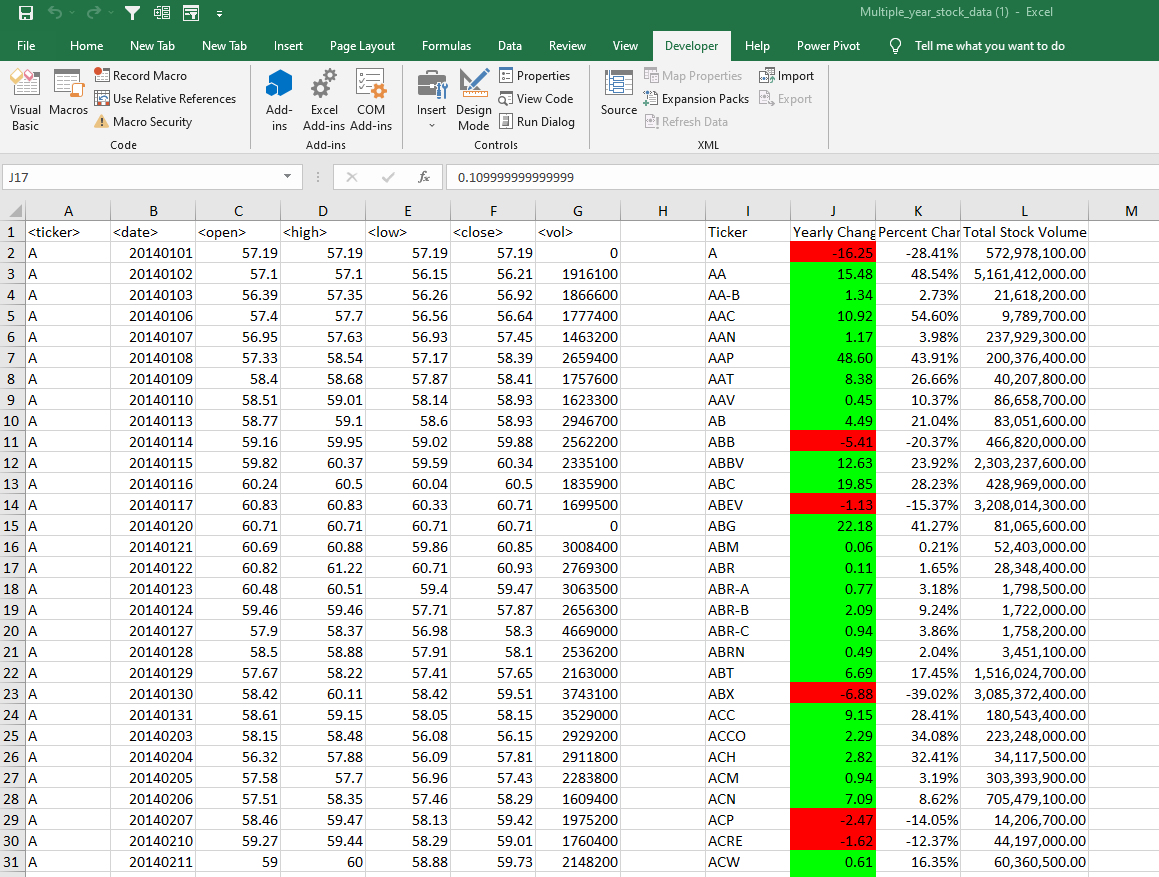 Multiple_year_stock_data (1) - Excel
File Home New Tab New Tab Insert Page Layout Formulas Data Review View Developer Help Power Pivot Tell me what you want to do
Visual Basic
Macros
Record Macro
Use Relative References
Macro Security
Code
Add-ins
Excel Add-ins
COM Add-ins
Add-ins
Insert
Design Mode
Properties
View Code
Run Dialog
Controls
Source
Map Properties
Expansion Packs
Refresh Data
Import
Export
XML
J17 fx 0.109999999999999
A B C D E F G H I J K L M
1 <ticker> <date> <open> <high> <low> <close> <vol> Ticker Yearly Chang Percent Char Total Stock Volume
2 A 20140101 57.19 57.19 57.19 57.19 0 A -16.25 -28.41% 572,978,100.00
3 A 20140102 57.1 57.1 56.15 56.21 1916100 AA 15.48 48.54% 5,161,412,000.00
4 A 20140103 56.39 57.35 56.26 56.92 1866600 AA-B 1.34 2.73% 21,618,200.00
5 A 20140106 57.4 57.7 56.56 56.64 1777400 AAC 10.92 54.60% 9,789,700.00
6 A 20140107 56.95 57.63 56.93 57.45 1463200 AAN 1.17 3.98% 237,929,300.00
7 A 20140108 57.33 58.54 57.17 58.39 2659400 AAP 48.60 43.91% 200,376,400.00
8 A 20140109 58.4 58.68 57.87 58.41 1757600 AAT 8.38 26.66% 40,207,800.00
9 A 20140110 58.51 59.01 58.14 58.93 1623300 AAV 0.45 10.37% 86,658,700.00
10 A 20140113 58.77 59.1 58.6 58.93 2946700 AB 4.49 21.04% 83,051,600.00
11 A 20140114 59.16 59.95 59.02 59.88 2562200 ABB -5.41 -20.37% 466,820,000.00
12 A 20140115 59.82 60.37 59.59 60.34 2335100 ABBV 12.63 23.92% 2,303,237,600.00
13 A 20140116 60.24 60.5 60.04 60.5 1835900 ABC 19.85 28.23% 428,969,000.00
14 A 20140117 60.83 60.83 60.33 60.71 1699500 ABEV -1.13 -15.37% 3,208,014,300.00
15 A 20140120 60.71 60.71 60.71 60.71 0 ABG 22.18 41.27% 81,065,600.00
16 A 20140121 60.69 60.88 59.86 60.85 3008400 ABM 0.06 0.21% 52,403,000.00
17 A 20140122 60.82 61.22 60.71 60.93 2769300 ABR 0.11 1.65% 28,348,400.00
18 A 20140123 60.48 60.51 59.4 59.47 3063500 ABR-A 0.77 3.18% 1,798,500.00
19 A 20140124 59.46 59.46 57.71 57.87 2656300 ABR-B 2.09 9.24% 1,722,000.00
20 A 20140127 57.9 58.37 56.98 58.3 4669000 ABR-C 0.94 3.86% 1,758,200.00
21 A 20140128 58.5 58.88 57.91 58.1 2536200 ABRN 0.49 2.04% 3,451,100.00
22 A 20140129 57.67 58.22 57.41 57.65 2163000 ABT 6.69 17.45% 1,516,024,700.00
23 A 20140130 58.42 60.11 58.42 59.51 3743100 ABX -6.88 -39.02% 3,085,372,400.00
24 A 20140131 58.61 59.15 58.05 58.15 3529000 ACC 9.15 28.41% 180,543,400.00
25 A 20140203 58.15 58.48 56.08 56.15 2929200 ACCO 2.29 34.08% 223,248,000.00
26 A 20140204 56.32 57.88 56.09 57.81 2911800 ACH 2.82 32.41% 34,117,500.00
27 A 20140205 57.58 57.7 56.96 57.43 2283800 ACM 0.94 3.19% 303,393,900.00
28 A 20140206 57.51 58.35 57.46 58.29 1609400 ACN 7.09 8.62% 705,479,100.00
29 A 20140207 58.46 59.47 58.13 59.42 1975200 ACP -2.47 -14.05% 14,206,700.00
30 A 20140210 59.27 59.44 58.29 59.01 1760400 ACRE -1.62 -12.37% 44,197,000.00
31 A 20140211 59 60 58.88 59.73 2148200 ACW 0.61 16.35% 60,360,500.00